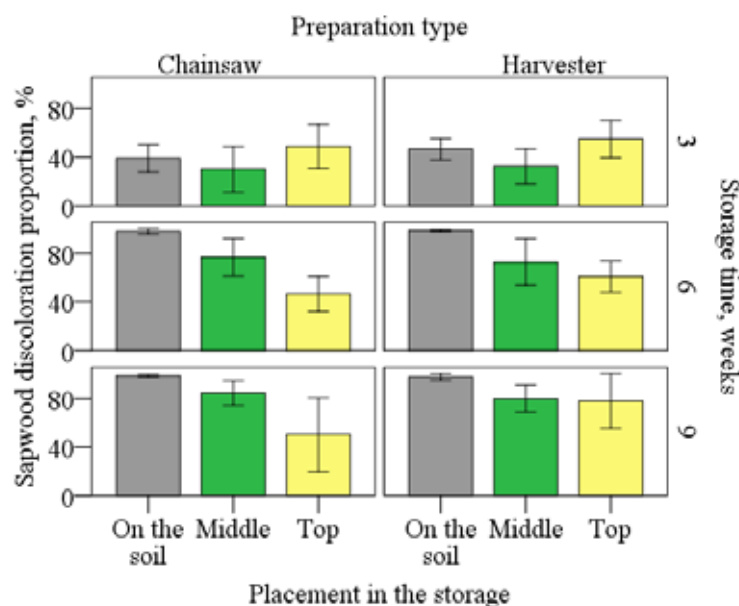 Preparation type
Chainsaw Harvester
Sapwood discoloration proportion, %
80
40
0
3
80
40
0
6
80
40
0
9
Storage time, weeks
On the soil Middle Top On the soil Middle Top
Placement in the storage